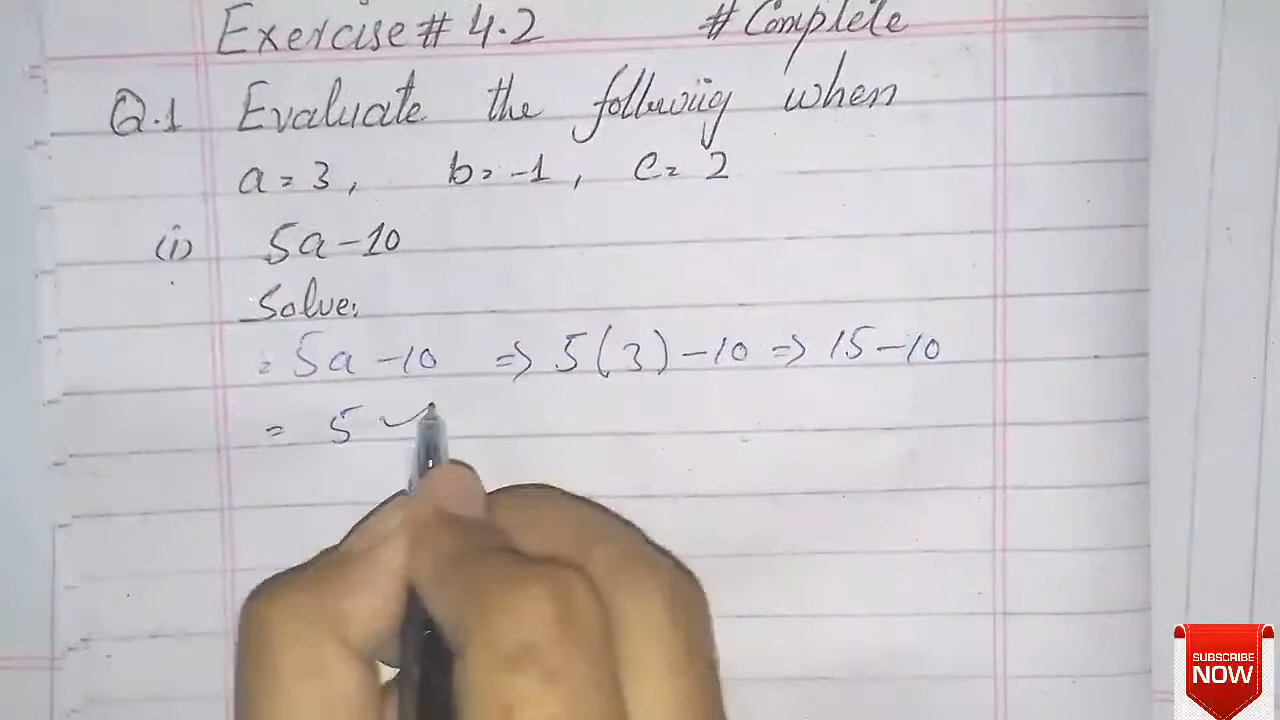 Exercise # 4.2 #Complete
Q.1 Evaluate the following when
a = 3, b = -1, c = 2
(i) 5a - 10
Solve:
= 5a - 10 => 5(3) - 10 => 15 - 10
= 5
SUBSCRIBE
NOW